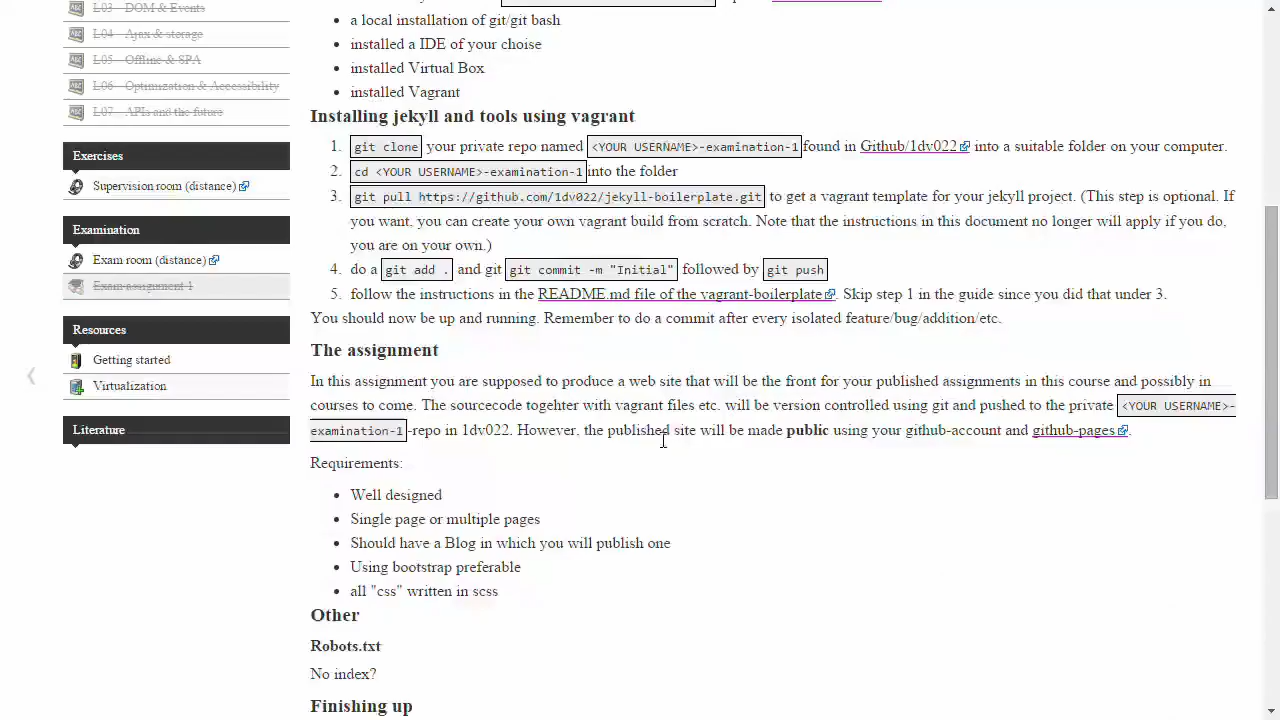 L03 - DOM & Events
L04 - Ajax & storage
L05 - Offline & SPA
L06 - Optimization & Accessibility
L07 - APIs and the future
Exercises
Supervision room (distance)
Examination
Exam room (distance)
Exam assignment 1
Resources
Getting started
Virtualization
Literature
a local installation of git/git bash
installed a IDE of your choise
installed Virtual Box
installed Vagrant
Installing jekyll and tools using vagrant
1. git clone your private repo named <YOUR USERNAME>-examination-1 found in Github/1dv022 into a suitable folder on your computer.
2. cd <YOUR USERNAME>-examination-1 into the folder
3. git pull https://github.com/1dv022/jekyll-boilerplate.git to get a vagrant template for your jekyll project. (This step is optional. If
you want, you can create your own vagrant build from scratch. Note that the instructions in this document no longer will apply if you do,
you are on your own.)
4. do a git add . and git git commit -m "Initial" followed by git push
5. follow the instructions in the README.md file of the vagrant-boilerplate. Skip step 1 in the guide since you did that under 3.
You should now be up and running. Remember to do a commit after every isolated feature/bug/addition/etc.
The assignment
In this assignment you are supposed to produce a web site that will be the front for your published assignments in this course and possibly in
courses to come. The sourcecode togehter with vagrant files etc. will be version controlled using git and pushed to the private <YOUR USERNAME>-
examination-1-repo in 1dv022. However, the published site will be made public using your github-account and github-pages.
Requirements:
Well designed
Single page or multiple pages
Should have a Blog in which you will publish one
Using bootstrap preferable
all "css" written in scss
Other
Robots.txt
No index?
Finishing up